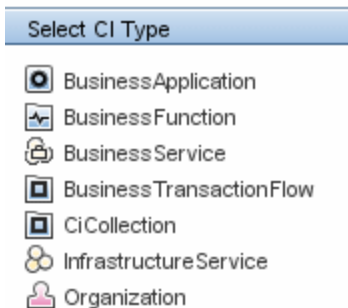 Select CI Type
BusinessApplication
BusinessFunction
BusinessService
BusinessTransactionFlow
CiCollection
InfrastructureService
Organization